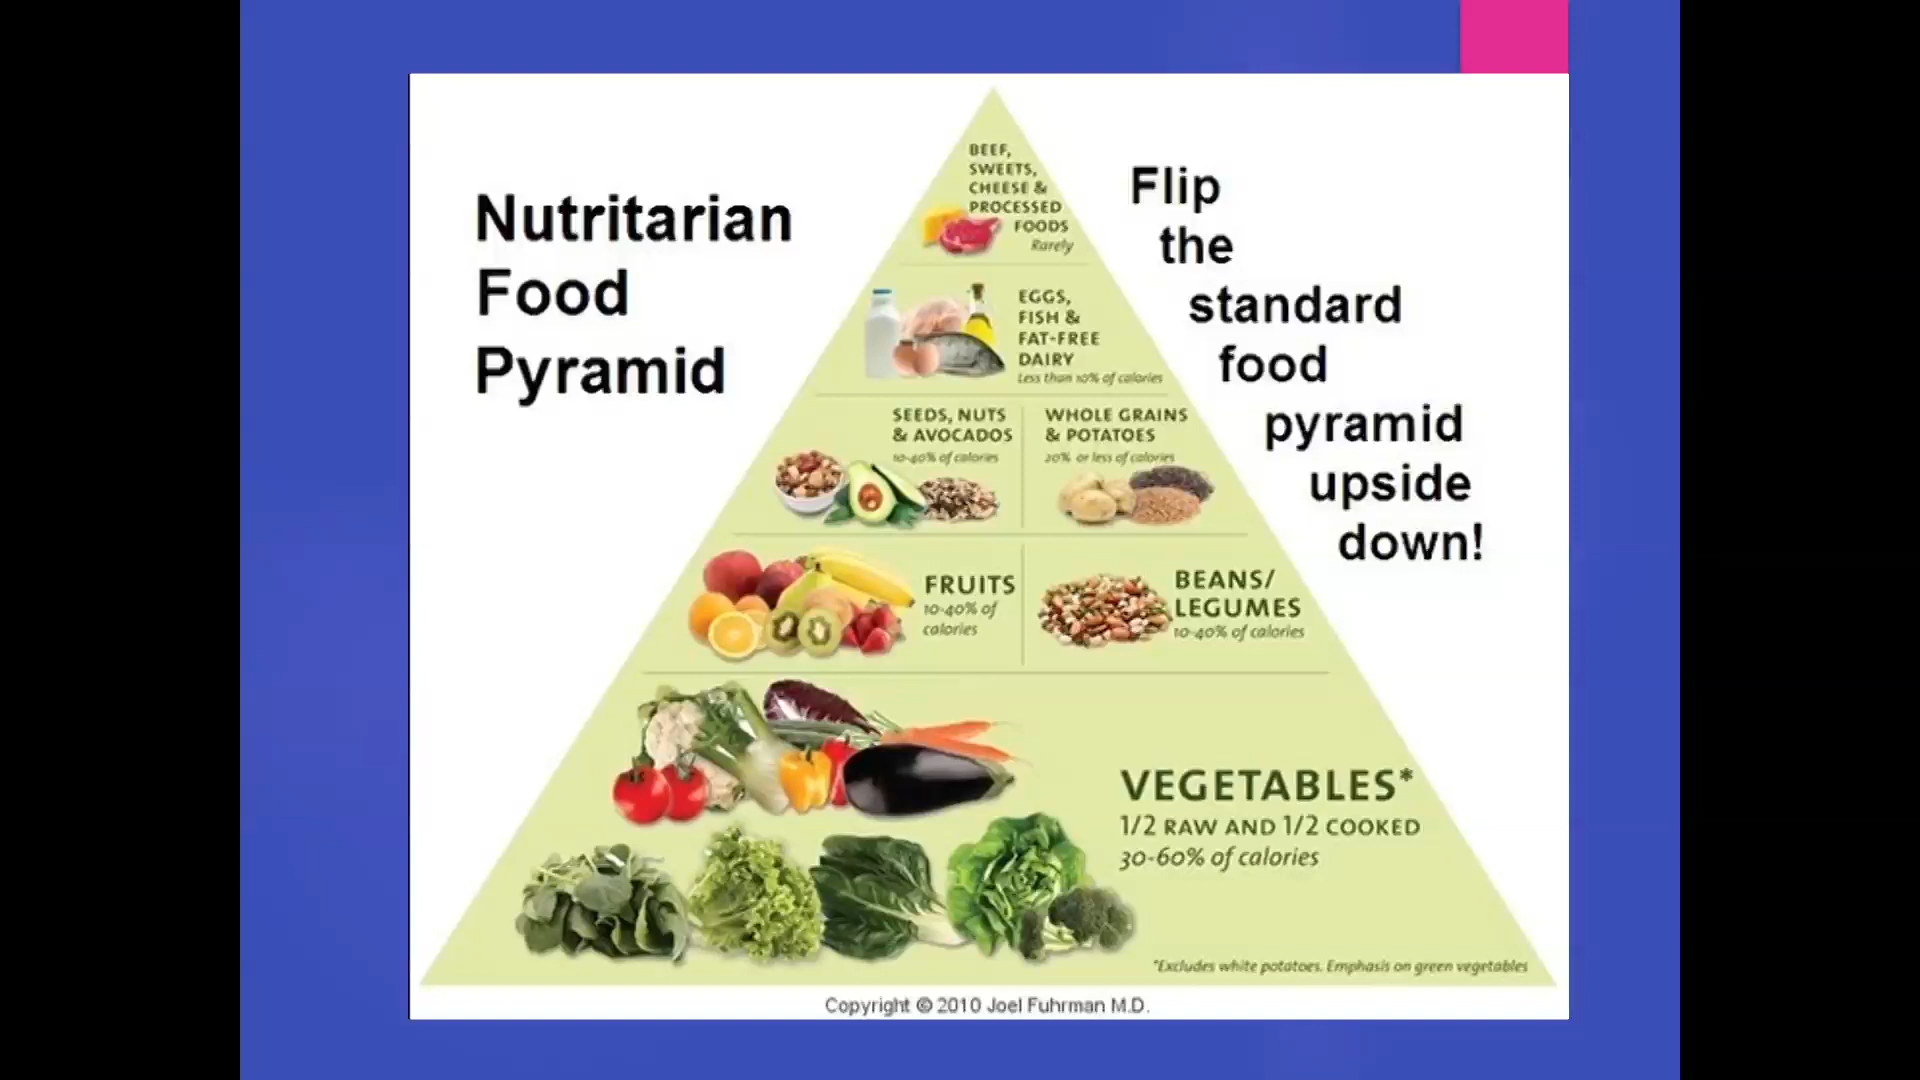 Nutritarian
Food
Pyramid
Flip
the
standard
food
pyramid
upside
down!
BEEF,
SWEETS,
CHEESE &
PROCESSED
FOODS
Rarely
EGGS,
FISH &
FAT-FREE
DAIRY
Less than 10% of calories
SEEDS, NUTS
& AVOCADOS
10-40% of calories
WHOLE GRAINS
& POTATOES
20% or less of calories
FRUITS
10-40% of
calories
BEANS/
LEGUMES
10-40% of calories
VEGETABLES*
1/2 RAW AND 1/2 COOKED
30-60% of calories
*Excludes white potatoes. Emphasis on green vegetables
Copyright © 2010 Joel Fuhrman M.D.